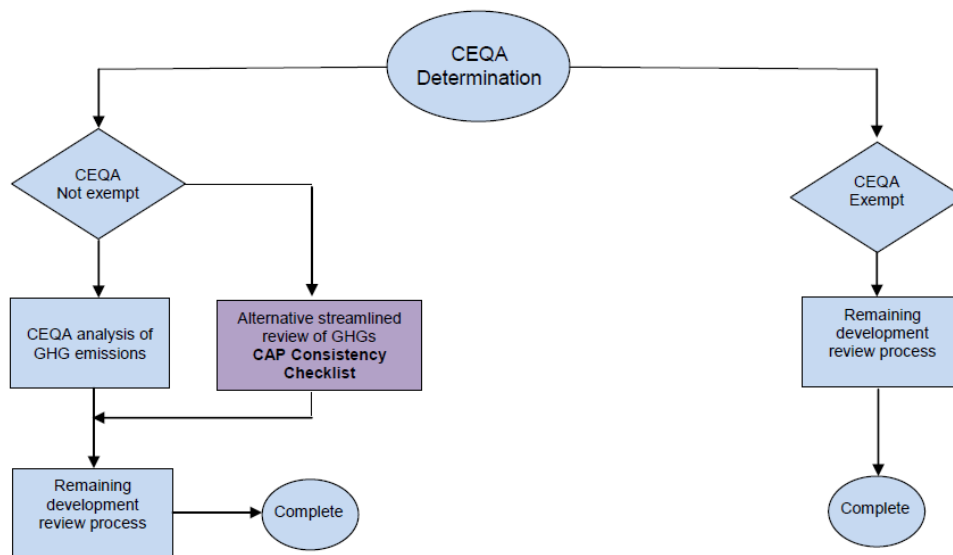 CEQA
Determination
CEQA
Not exempt
CEQA
Exempt
CEQA analysis of
GHG emissions
Alternative streamlined
review of GHGs
CAP Consistency
Checklist
Remaining
development
review process
Remaining
development
review process
Complete
Complete